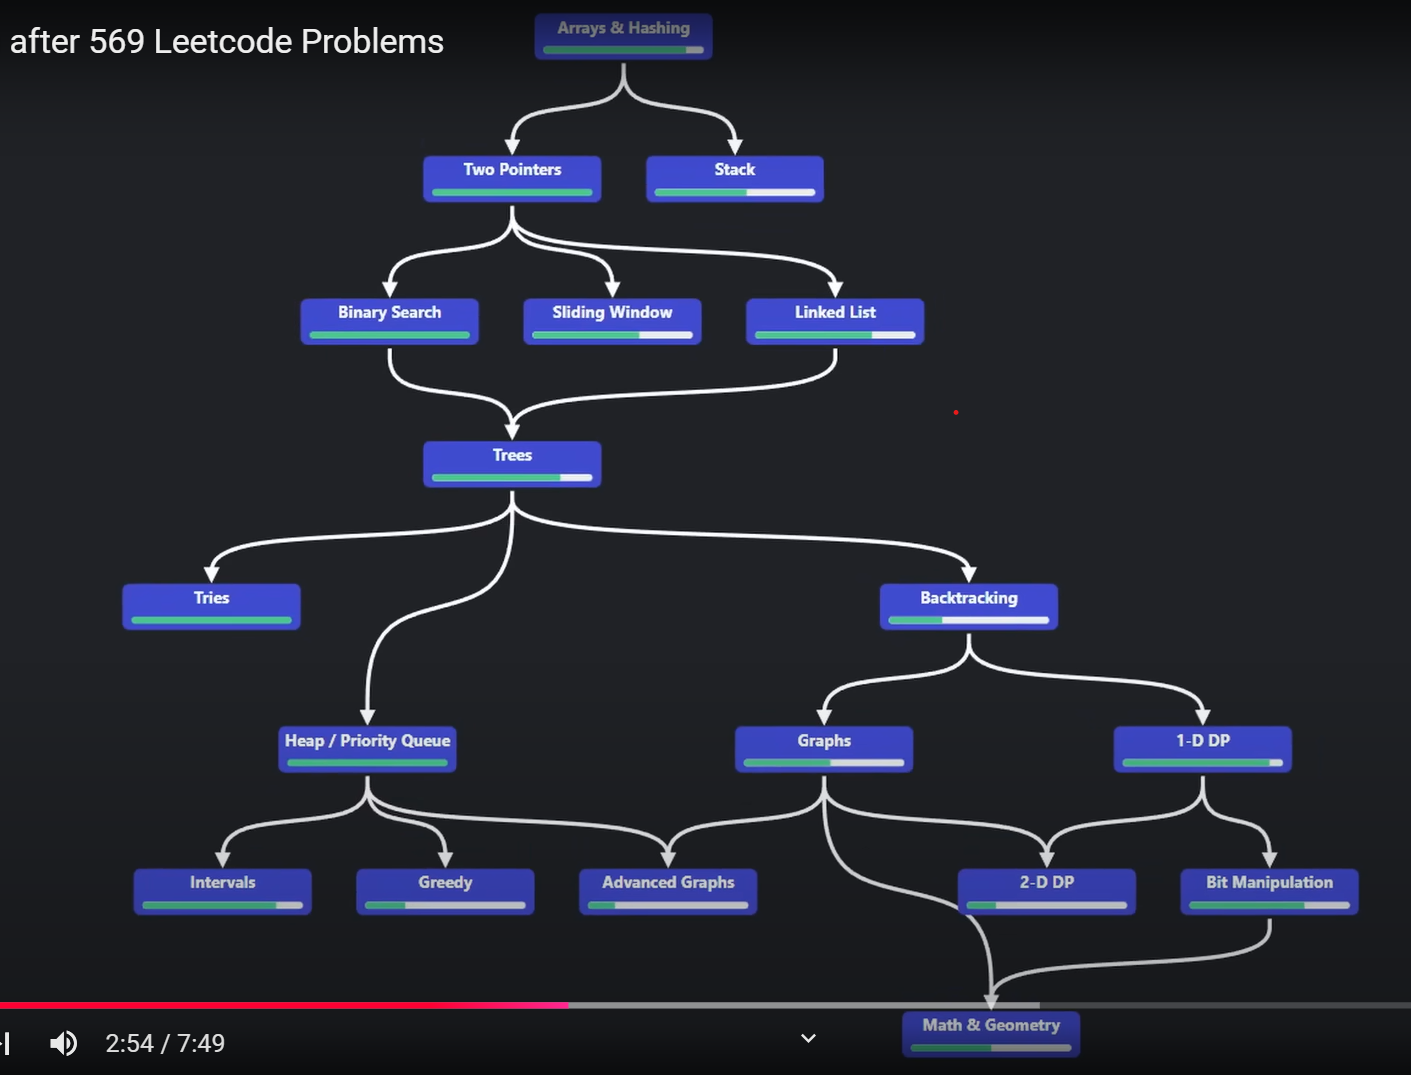 after 569 Leetcode Problems
Arrays & Hashing
Two Pointers
Stack
Binary Search
Sliding Window
Linked List
Trees
Tries
Backtracking
Heap / Priority Queue
Graphs
1-D DP
Intervals
Greedy
Advanced Graphs
2-D DP
Bit Manipulation
Math & Geometry
2:54 / 7:49